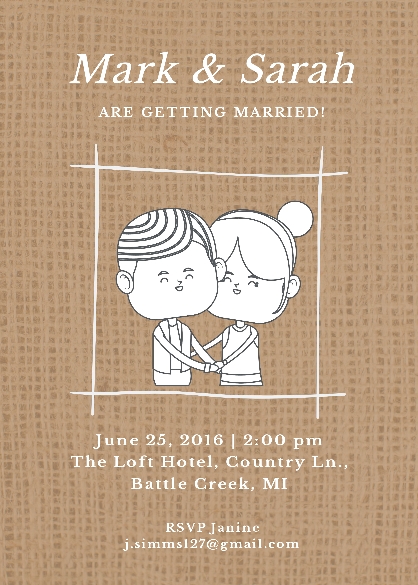 Mark & Sarah
ARE GETTING MARRIED!
June 25, 2016 | 2:00 pm
The Loft Hotel, Country Ln.,
Battle Creek, MI
RSVP Janine
j.simms127@gmail.com